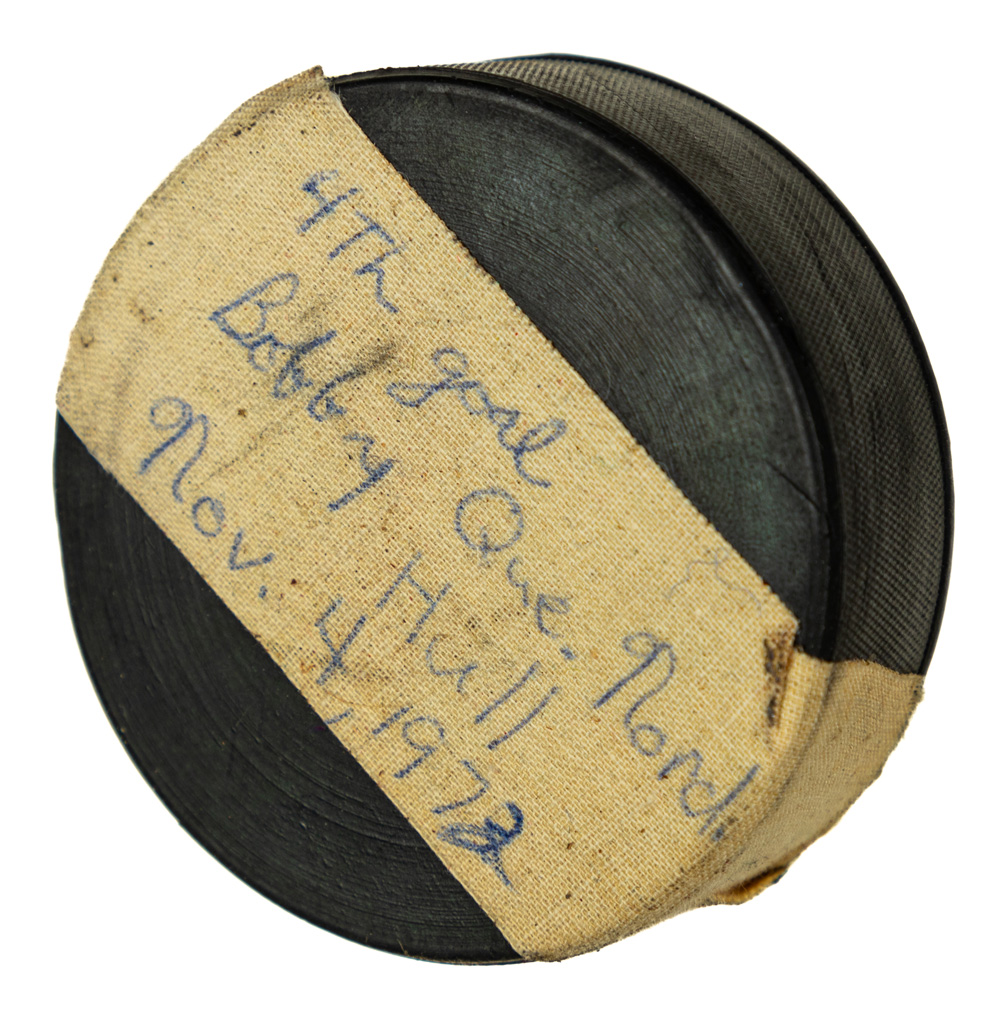 4Th goal Que. Nord.
Bobby Hull
Nov. 4, 1972